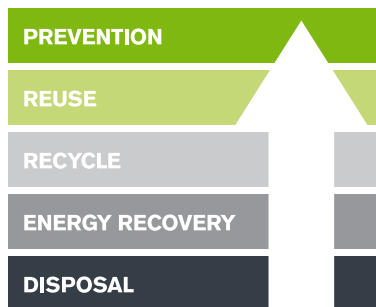 PREVENTION
REUSE
RECYCLE
ENERGY RECOVERY
DISPOSAL